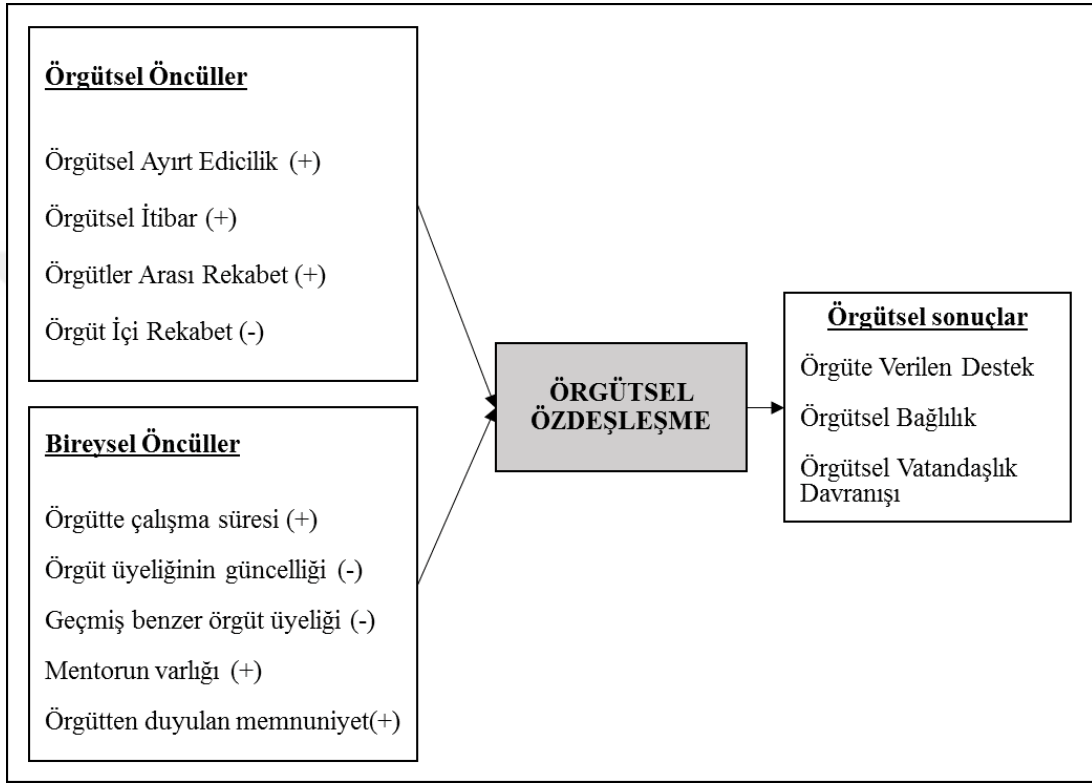 Örgütsel Öncüller
Örgütsel Ayırt Edicilik (+)
Örgütsel İtibar (+)
Örgütler Arası Rekabet (+)
Örgüt İçi Rekabet (-)
Bireysel Öncüller
Örgütte çalışma süresi (+)
Örgüt üyeliğinin güncelliği (-)
Geçmiş benzer örgüt üyeliği (-)
Mentorun varlığı (+)
Örgütten duyulan memnuniyet(+)
ÖRGÜTSEL
ÖZDEŞLEŞME
Örgütsel sonuçlar
Örgüte Verilen Destek
Örgütsel Bağlılık
Örgütsel Vatandaşlık
Davranışı